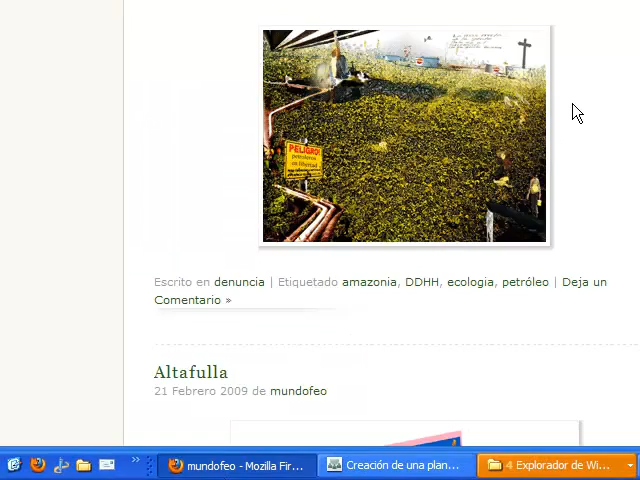 PELIGRO!
petroleros
en libertad
Escrito en denuncia | Etiquetado amazonia, DDHH, ecologia, petróleo | Deja un
Comentario »
Altafulla
21 Febrero 2009 de mundofeo
mundofeo - Mozilla Fir...
Creación de una plan...
4 Explorador de Wi...